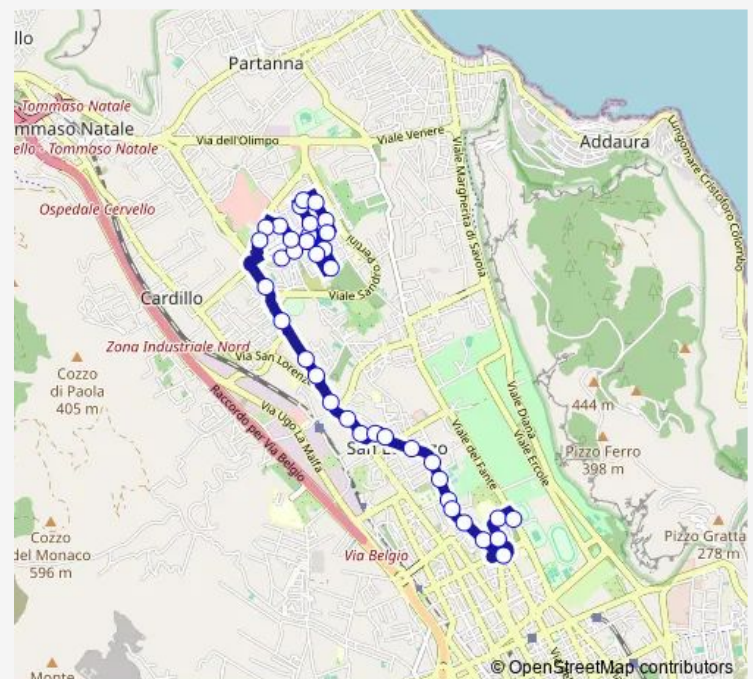 llo
Partanna
Tommaso Natale
mmaso Natale
ello - Tommaso Natale
Via dell'Olimpo
Viale Venere
Addaura
Lungomare Cristoforo Colombo
Viale Margherita di Savoia
Ospedale Cervello
Cardillo
Viale Sandro Pertini
Zona Industriale Nord
Cozzo
di Paola
405 m
Via San Lorenzo
Raccordo per Via Belgio
Via Ugo La Malfa
Viale Diana
Viale Ercole
444 m
Pizzo Ferro
398 m
Viale del Fante
Cozzo
del Monaco
596 m
Via Belgio
Pizzo Gratta
278 m
Monte
© OpenStreetMap contributors